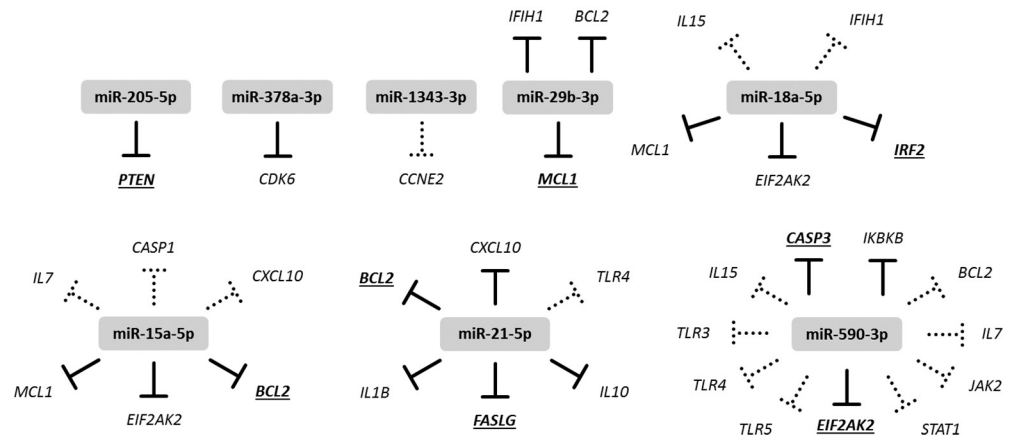 IFIH1 BCL2
IL15 IFIH1
miR-205-5p miR-378a-3p miR-1343-3p miR-29b-3p miR-18a-5p
MCL1 IRF2
PTEN CDK6 CCNE2 MCL1 EIF2AK2
CASP1 CXCL10 CASP3 IKBKB
IL7 CXCL10 BCL2 TLR4 IL15 BCL2
miR-15a-5p miR-21-5p TLR3 miR-590-3p IL7
MCL1 BCL2 IL1B IL10 TLR4 JAK2
EIF2AK2 FASLG TLR5 EIF2AK2 STAT1